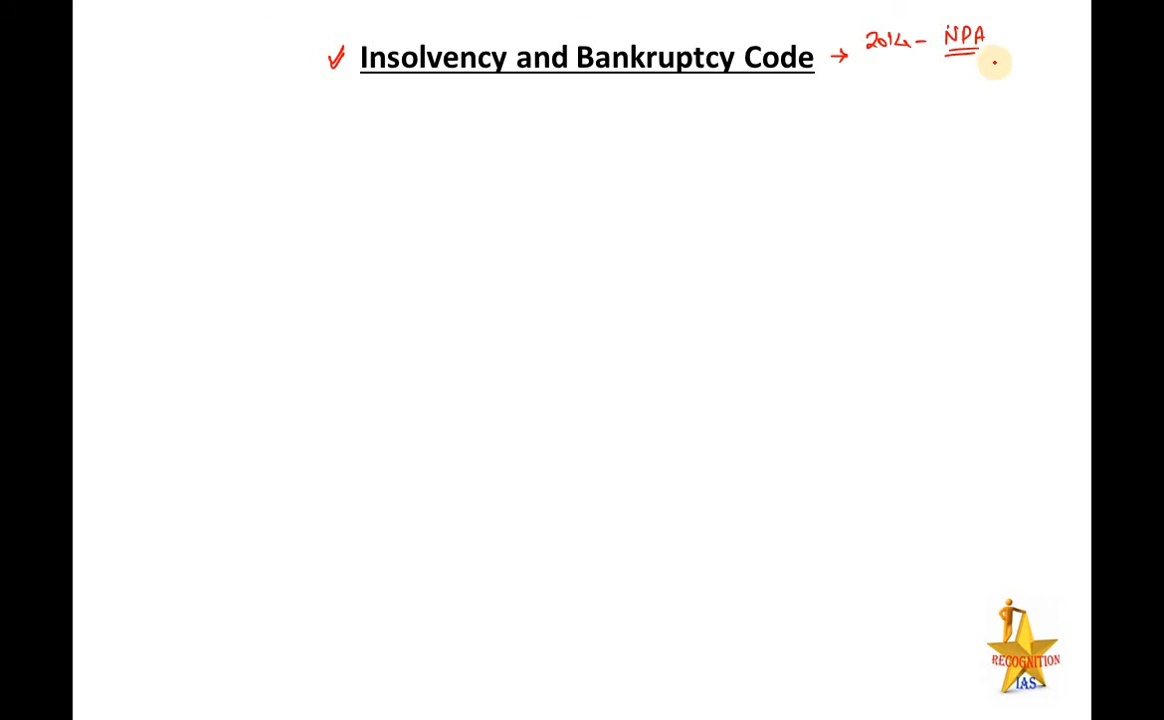 Insolvency and Bankruptcy Code → 2014 - NPA
RECOGNITION
IAS